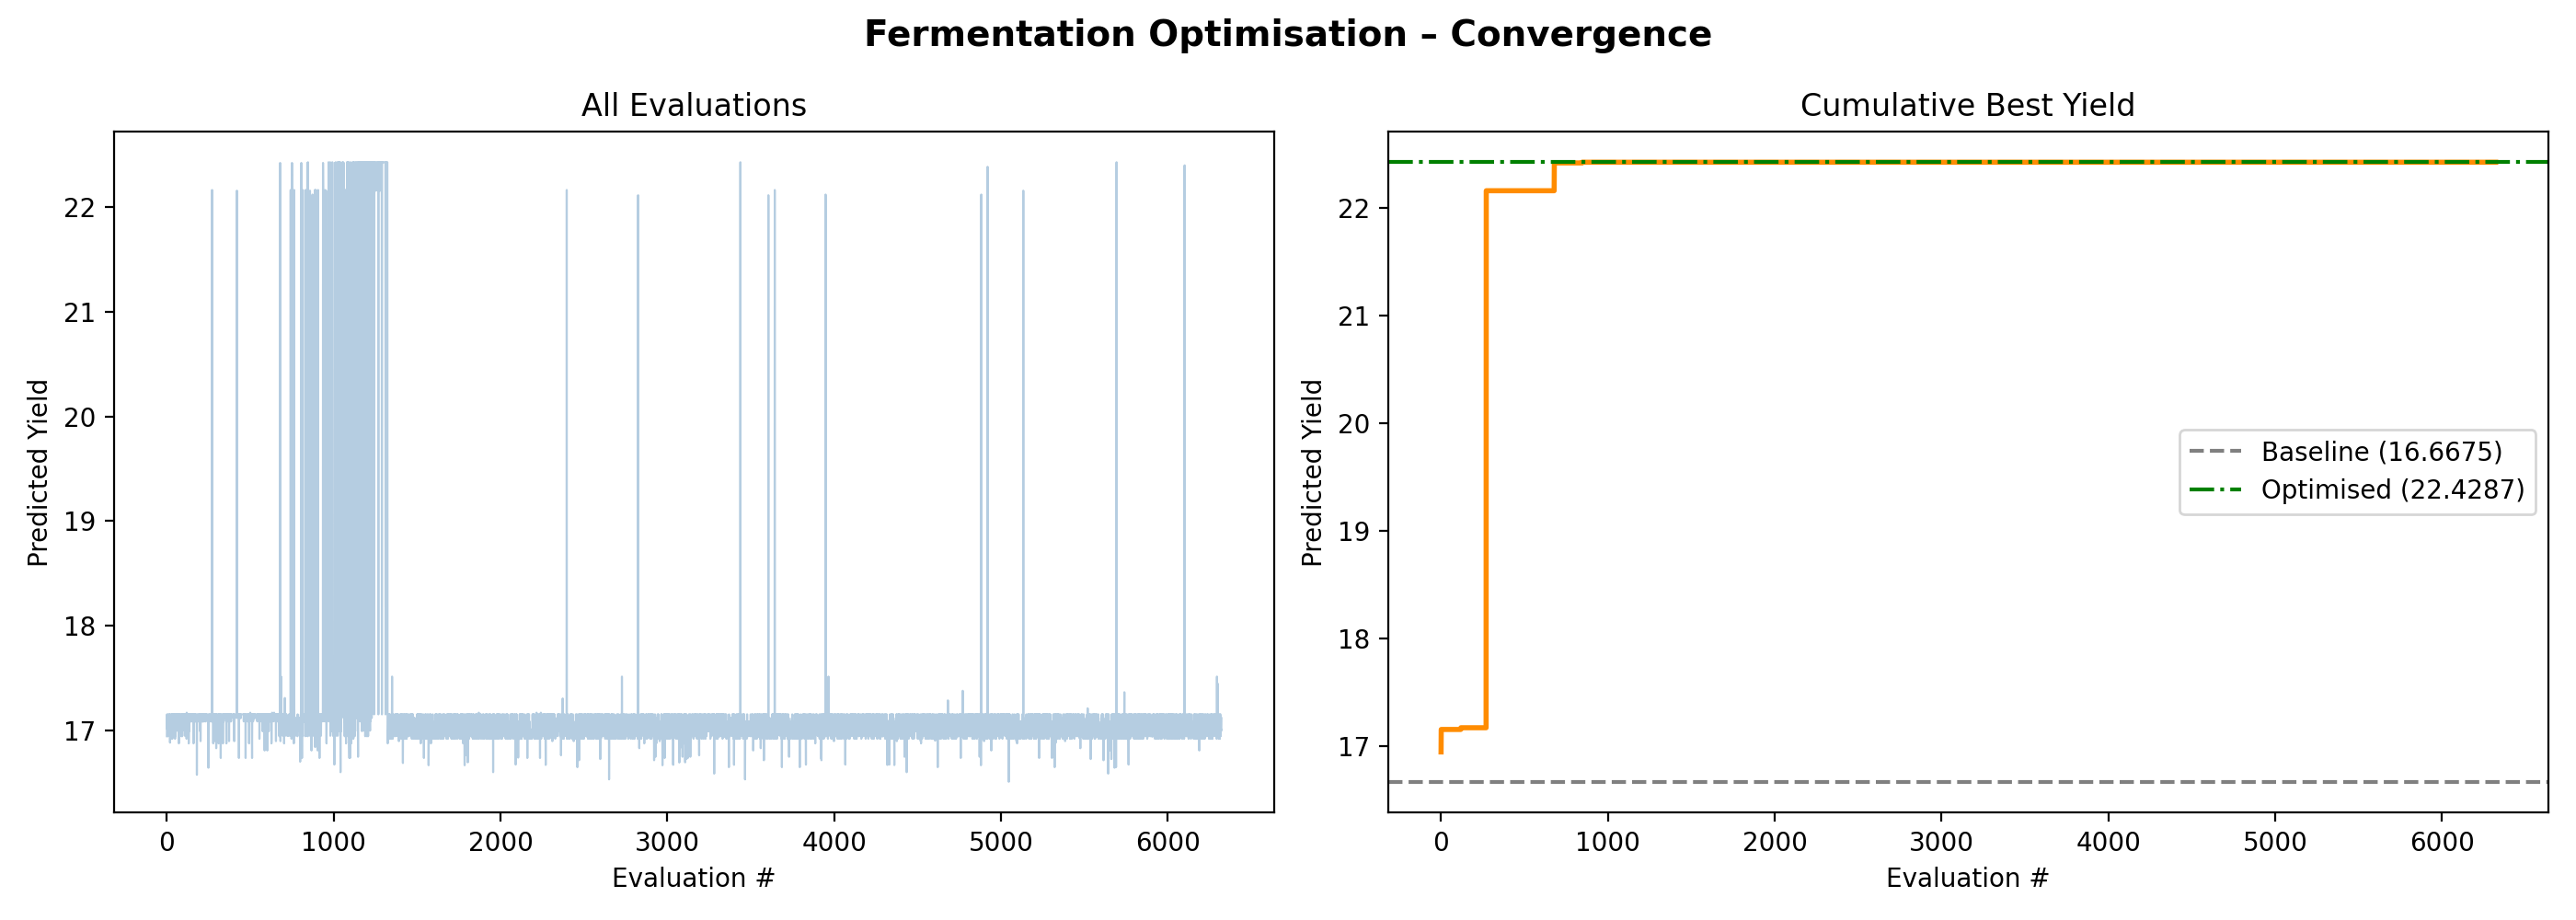 Fermentation Optimisation – Convergence
All Evaluations
22
21
20
19
18
17
Predicted Yield
0 1000 2000 3000 4000 5000 6000
Evaluation #
Cumulative Best Yield
22
21
20
19
18
17
Predicted Yield
Baseline (16.6675)
Optimised (22.4287)
0 1000 2000 3000 4000 5000 6000
Evaluation #